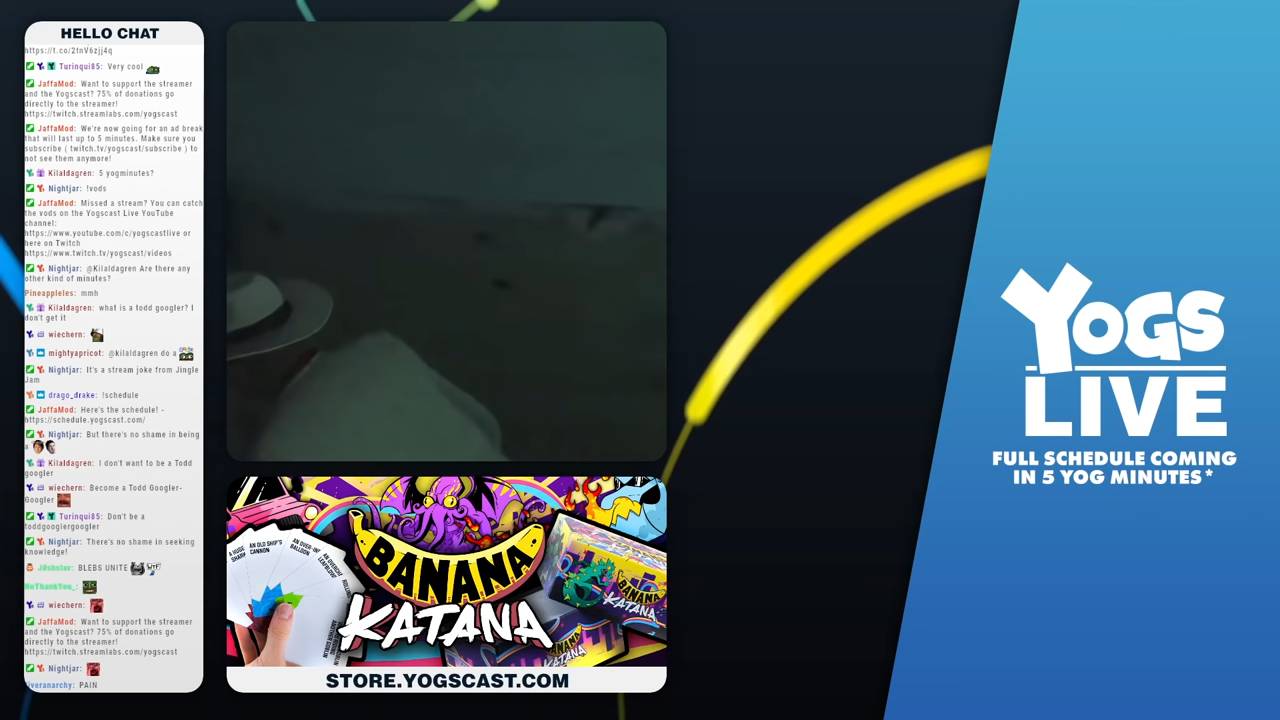 HELLO CHAT
https://t.co/2tnV6zjj4q
Turinqui85: Very cool
JaffaMod: Want to support the streamer
and the Yogscast? 75% of donations go
directly to the streamer!
https://twitch.streamlabs.com/yogscast
JaffaMod: We're now going for an ad break
that will last up to 5 minutes. Make sure you
subscribe ( twitch.tv/yogscast/subscribe ) to
not see them anymore!
Kilaldagren: 5 yogminutes?
Nightjar: !vods
JaffaMod: Missed a stream? You can catch
the vods on the Yogscast Live YouTube
channel:
https://www.youtube.com/c/yogscastlive or
here on Twitch
https://www.twitch.tv/yogscast/videos
Nightjar: @Kilaldagren Are there any
other kind of minutes?
Pineappleles: mmh
Kilaldagren: what is a todd googler? I
don't get it
wiechern:
mightyapricot: @kilaldagren do a
Nightjar: It's a stream joke from Jingle
Jam
drago_drake: !schedule
JaffaMod: Here's the schedule! -
https://schedule.yogscast.com/
Nightjar: But there's no shame in being
a
Kilaldagren: I don't want to be a Todd
googler
wiechern: Become a Todd Googler-
Googler
Turinqui85: Don't be a
toddgooglergoogler
Nightjar: There's no shame in seeking
knowledge!
BLEBS UNITE
NoThankYou_:
wiechern:
JaffaMod: Want to support the streamer
and the Yogscast? 75% of donations go
directly to the streamer!
https://twitch.streamlabs.com/yogscast
Nightjar:
iveranarchy: PAIN
A HUGE
SHARK
AN OLD SHIP'S
CANNON
BANANA
KATANA
BANANA
KATANA
STORE.YOGSCAST.COM
YOGS
LIVE
FULL SCHEDULE COMING
IN 5 YOG MINUTES*